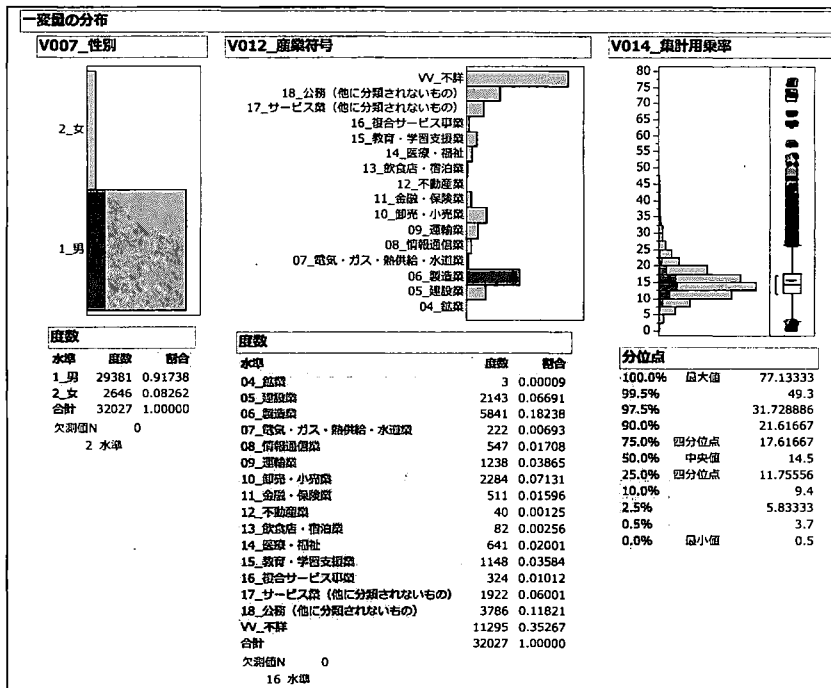 一変量の分布
V007_性別
2_女
1_男
度数
水準 度数 割合
1_男 29381 0.91738
2_女 2646 0.08262
合計 32027 1.00000
欠測値N 0
2 水準
V012_産業符号
VV_不詳
18_公務（他に分類されないもの）
17_サービス業（他に分類されないもの）
16_複合サービス事業
15_教育・学習支援業
14_医療・福祉
13_飲食店・宿泊業
12_不動産業
11_金融・保険業
10_卸売・小売業
09_運輸業
08_情報通信業
07_電気・ガス・熱供給・水道業
06_製造業
05_建設業
04_鉱業
度数
水準 度数 割合
04_鉱業 3 0.00009
05_建設業 2143 0.06691
06_製造業 5841 0.18238
07_電気・ガス・熱供給・水道業 222 0.00693
08_情報通信業 547 0.01708
09_運輸業 1238 0.03865
10_卸売・小売業 2284 0.07131
11_金融・保険業 511 0.01596
12_不動産業 40 0.00125
13_飲食店・宿泊業 82 0.00256
14_医療・福祉 641 0.02001
15_教育・学習支援業 1148 0.03584
16_複合サービス事業 324 0.01012
17_サービス業（他に分類されないもの） 1922 0.06001
18_公務（他に分類されないもの） 3786 0.11821
VV_不詳 11295 0.35267
合計 32027 1.00000
欠測値N 0
16 水準
V014_集計用乗率
80
75
70
65
60
55
50
45
40
35
30
25
20
15
10
5
0
分位点
100.0% 最大値 77.13333
99.5% 49.3
97.5% 31.728886
90.0% 21.61667
75.0% 四分位点 17.61667
50.0% 中央値 14.5
25.0% 四分位点 11.75556
10.0% 9.4
2.5% 5.83333
0.5% 3.7
0.0% 最小値 0.5